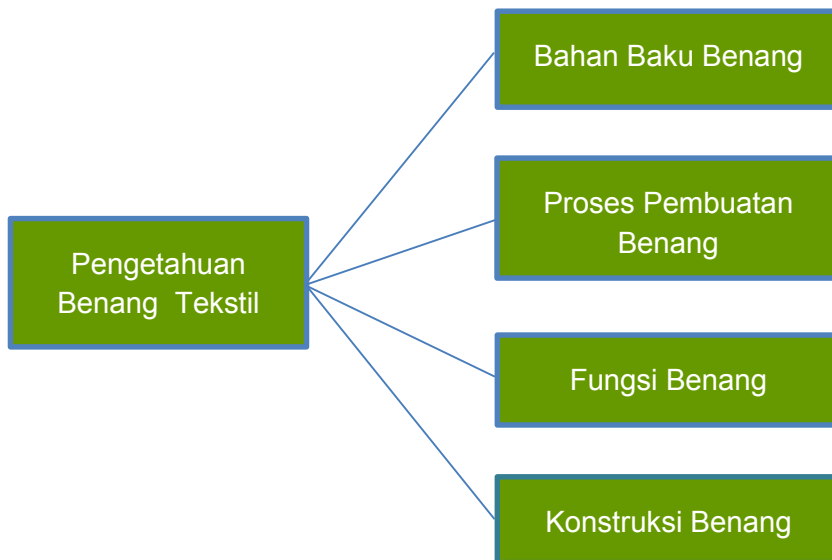 Pengetahuan
Benang Tekstil
Bahan Baku Benang
Proses Pembuatan
Benang
Fungsi Benang
Konstruksi Benang